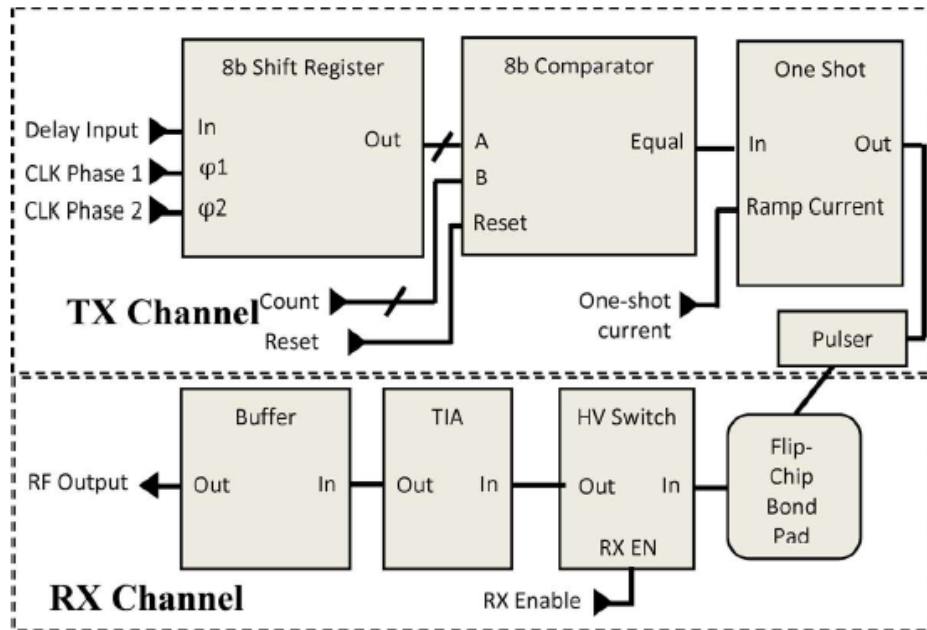 8b Shift Register
8b Comparator
One Shot
Delay Input
In
Out
A
Equal
In
Out
CLK Phase 1
φ1
B
CLK Phase 2
φ2
Reset
Ramp Current
TX Channel
Count
Reset
One-shot
current
Pulser
Buffer
TIA
HV Switch
Flip-
Chip
Bond
Pad
RF Output
Out
In
Out
In
Out
In
RX EN
RX Channel
RX Enable